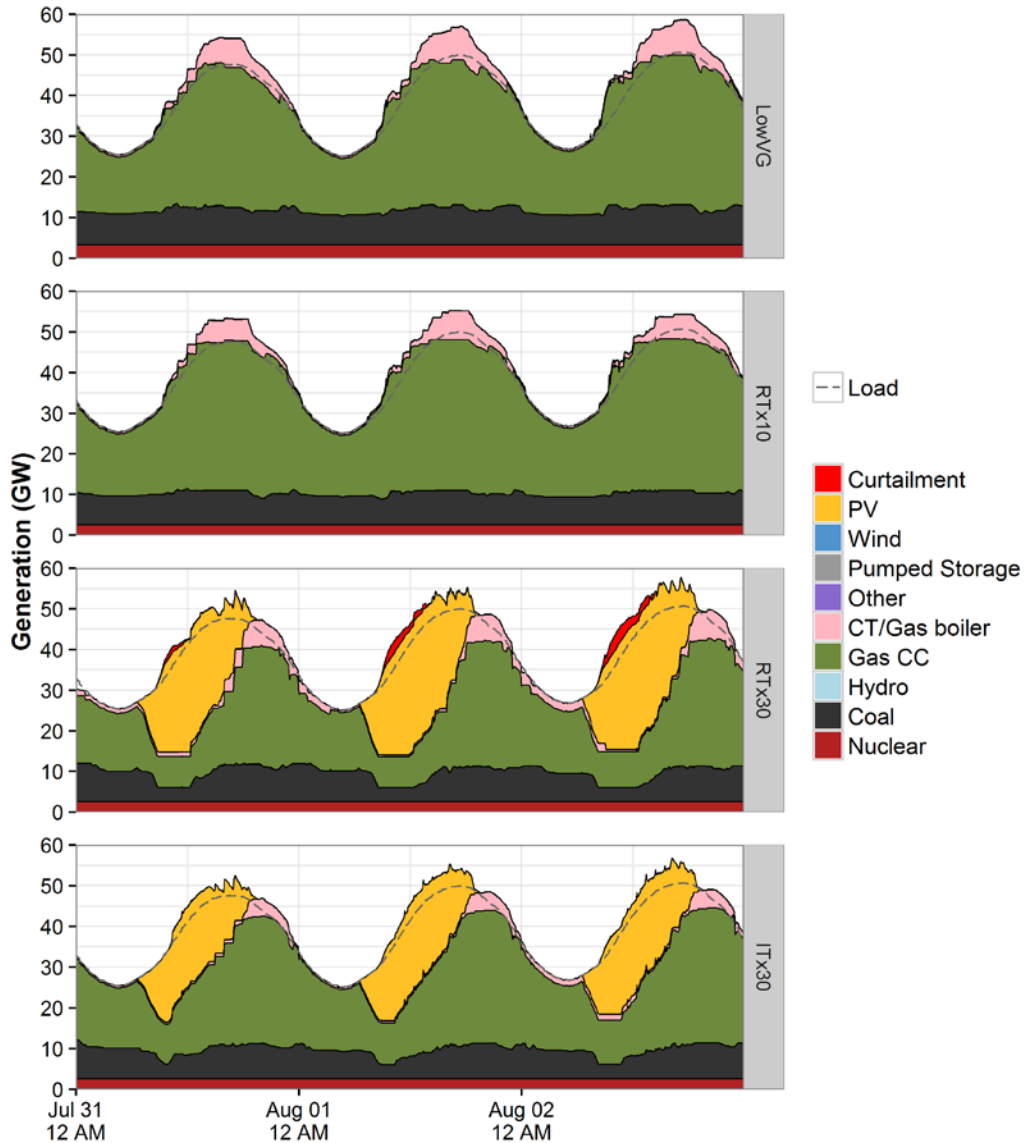 Generation (GW)
60
50
40
30
20
10
0
LowVG
60
50
40
30
20
10
0
RTx10
60
50
40
30
20
10
0
RTx30
60
50
40
30
20
10
0
ITx30
Jul 31
12 AM
Aug 01
12 AM
Aug 02
12 AM
Load
Curtailment
PV
Wind
Pumped Storage
Other
CT/Gas boiler
Gas CC
Hydro
Coal
Nuclear